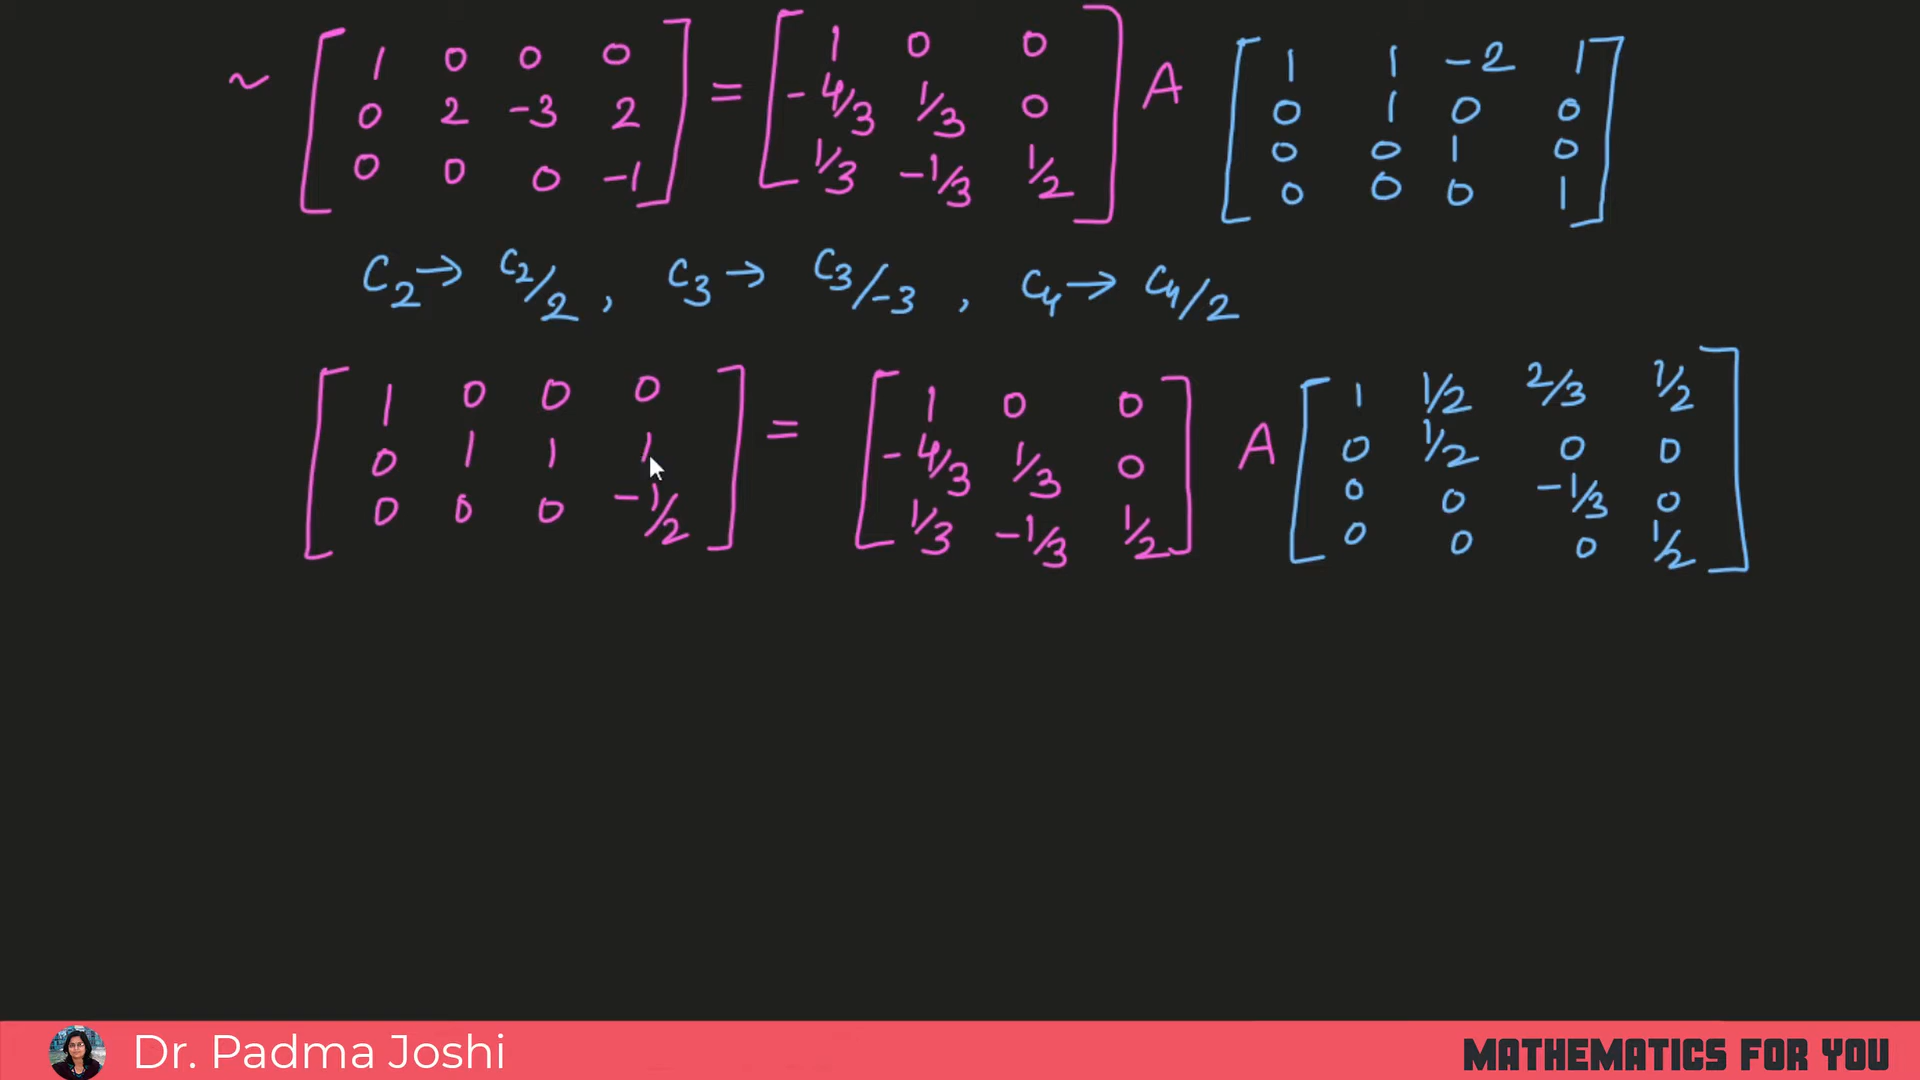 ~ [1 0 0 0; 0 2 -3 2; 0 0 0 -1] = [1 0 0; -4/3 1/3 0; 1/3 -1/3 1/2] A [1 1 -2 1; 0 1 0 0; 0 0 1 0; 0 0 0 1]
C2 → C2/2 , C3 → C3/-3 , C4 → C4/2
[1 0 0 0; 0 1 1 1; 0 0 0 -1/2] = [1 0 0; -4/3 1/3 0; 1/3 -1/3 1/2] A [1 1/2 2/3 1/2; 0 1/2 0 0; 0 0 -1/3 0; 0 0 0 1/2]
Dr. Padma Joshi
MATHEMATICS FOR YOU